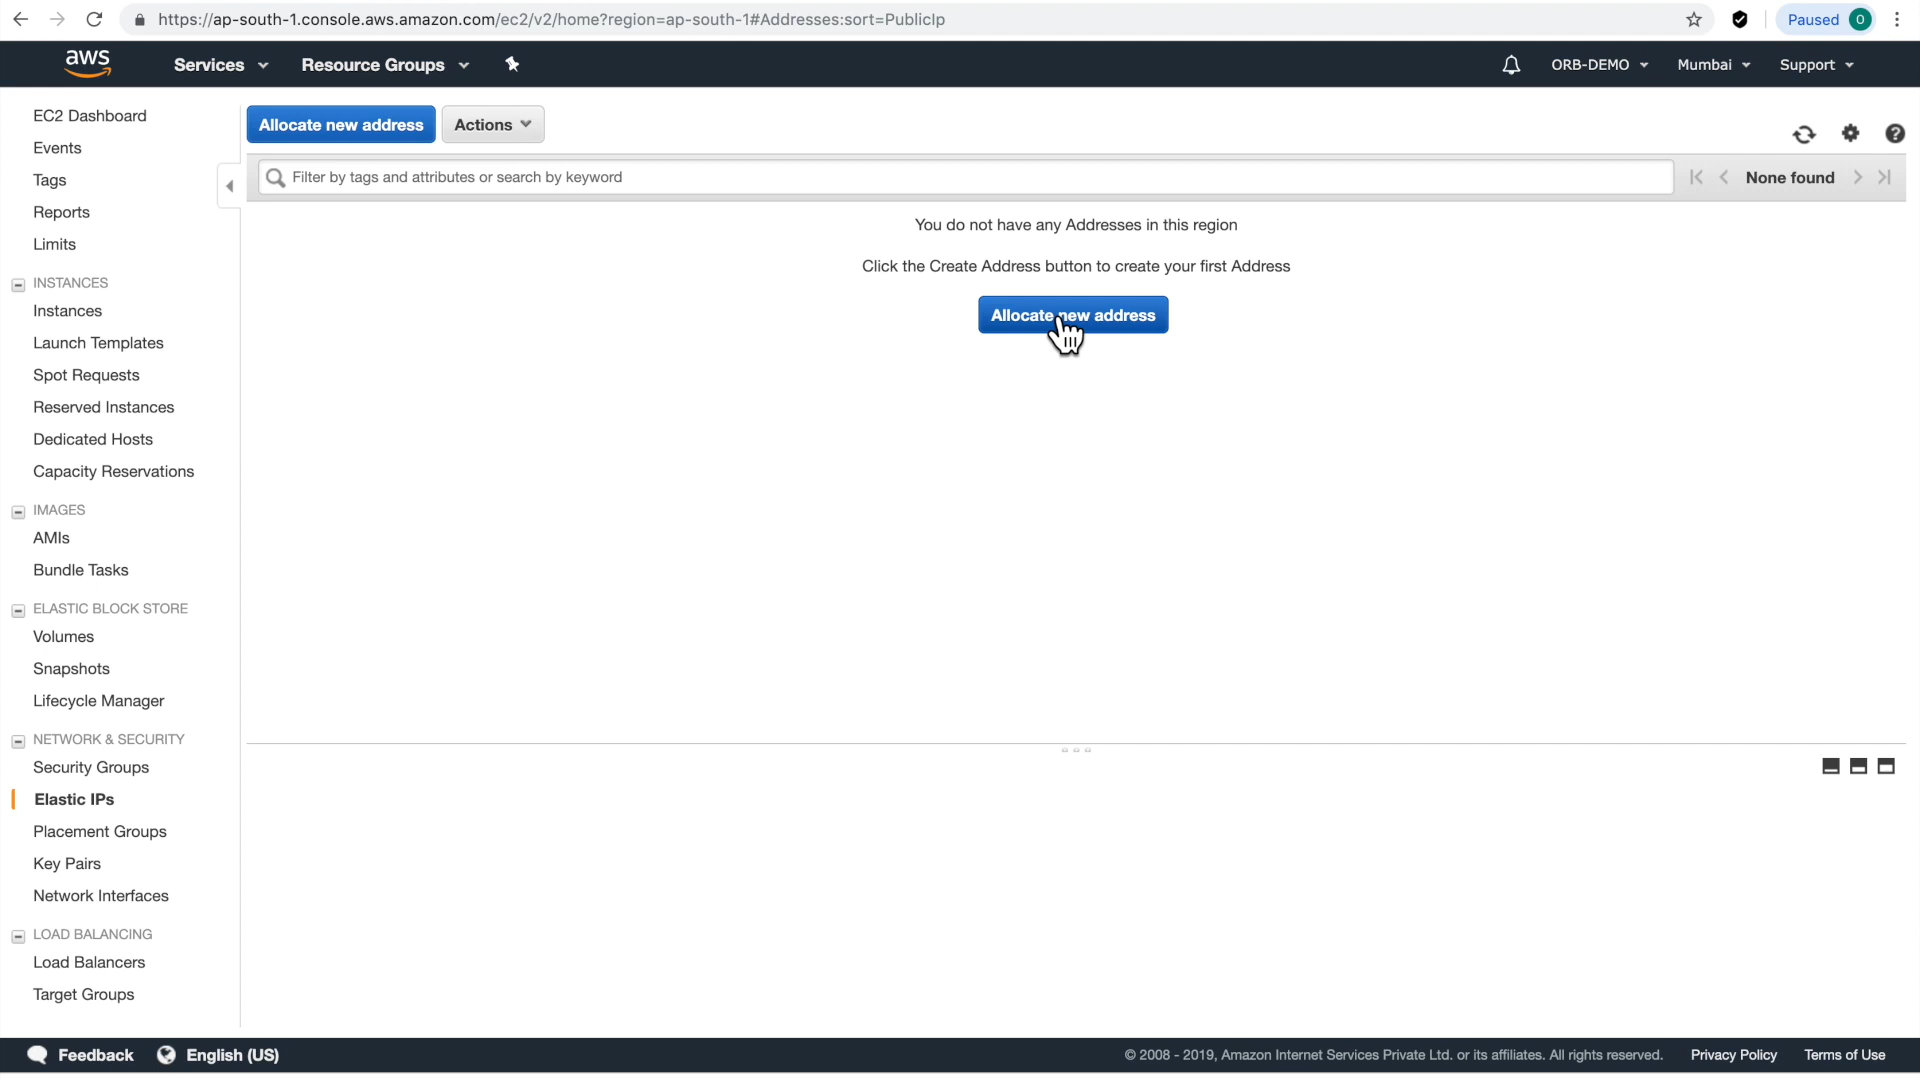 https://ap-south-1.console.aws.amazon.com/ec2/v2/home?region=ap-south-1#Addresses:sort=PublicIp
Paused O
aws Services Resource Groups ORB-DEMO Mumbai Support
EC2 Dashboard
Events
Tags
Reports
Limits
INSTANCES
Instances
Launch Templates
Spot Requests
Reserved Instances
Dedicated Hosts
Capacity Reservations
IMAGES
AMIs
Bundle Tasks
ELASTIC BLOCK STORE
Volumes
Snapshots
Lifecycle Manager
NETWORK & SECURITY
Security Groups
Elastic IPs
Placement Groups
Key Pairs
Network Interfaces
LOAD BALANCING
Load Balancers
Target Groups
Allocate new address Actions
Filter by tags and attributes or search by keyword
None found
You do not have any Addresses in this region
Click the Create Address button to create your first Address
Allocate new address
Feedback English (US)
© 2008 - 2019, Amazon Internet Services Private Ltd. or its affiliates. All rights reserved. Privacy Policy Terms of Use